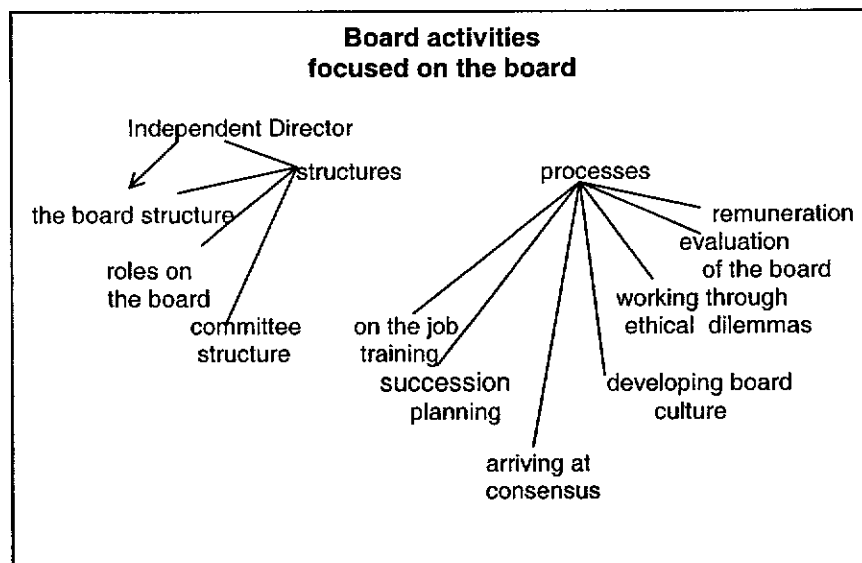 Board activities
focused on the board
Independent Director
structures
the board structure
roles on
the board
committee
structure
processes
remuneration
evaluation
of the board
working through
ethical dilemmas
on the job
training
succession
planning
developing board
culture
arriving at
consensus